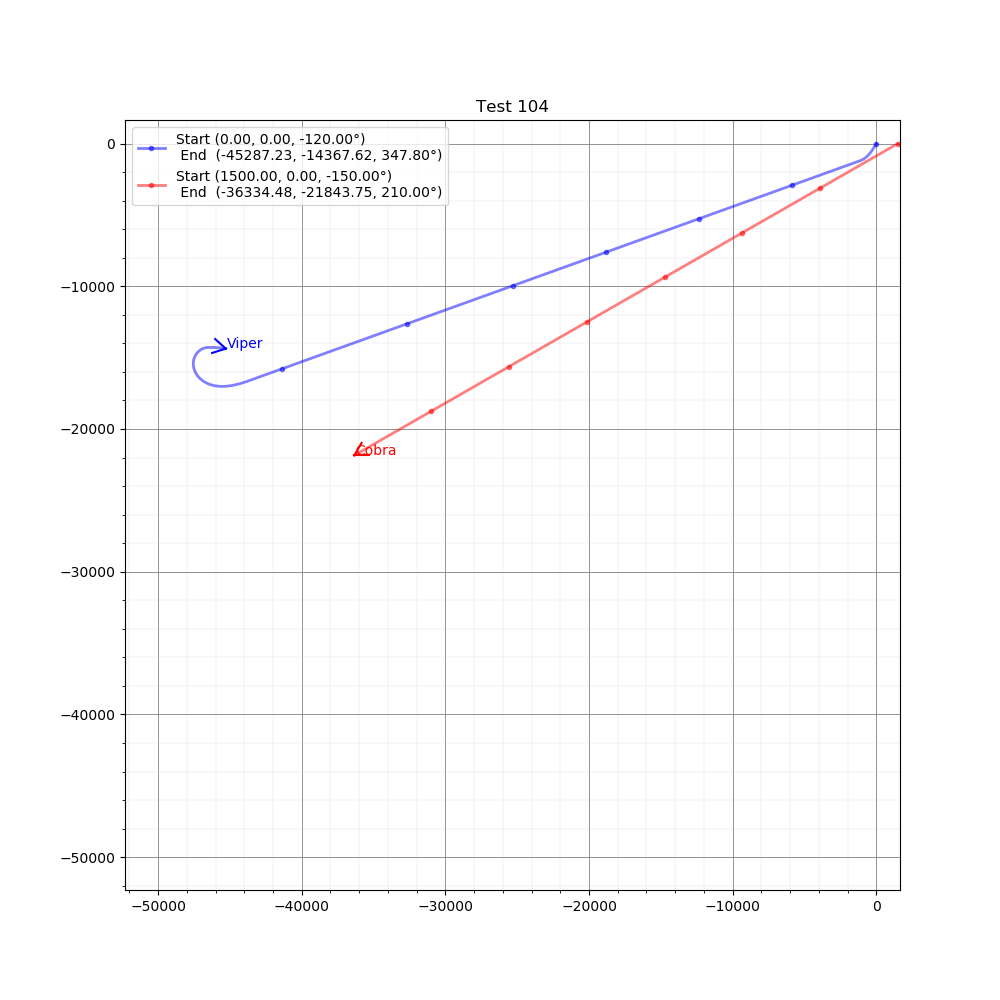 Test 104
Start (0.00, 0.00, -120.00°)
End (-45287.23, -14367.62, 347.80°)
Start (1500.00, 0.00, -150.00°)
End (-36334.48, -21843.75, 210.00°)
0
−10000
−20000
−30000
−40000
−50000
Viper
Cobra
−50000 −40000 −30000 −20000 −10000 0